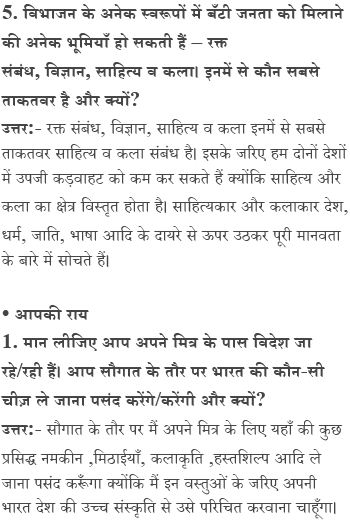 5. विभाजन के अनेक स्वरूपों में बँटी जनता को मिलाने
की अनेक भूमियाँ हो सकती हैं – रक्त
संबंध, विज्ञान, साहित्य व कला। इनमें से कौन सबसे
ताकतवर है और क्यों?
उत्तर:- रक्त संबंध, विज्ञान, साहित्य व कला इनमें से सबसे
ताकतवर साहित्य व कला संबंध है। इसके जरिए हम दोनों देशों
में उपजी कड़वाहट को कम कर सकते हैं क्योंकि साहित्य और
कला का क्षेत्र विस्तृत होता है। साहित्यकार और कलाकार देश,
धर्म, जाति, भाषा आदि के दायरे से ऊपर उठकर पूरी मानवता
के बारे में सोचते हैं।
• आपकी राय
1. मान लीजिए आप अपने मित्र के पास विदेश जा
रहे/रही हैं। आप सौगात के तौर पर भारत की कौन-सी
चीज़ ले जाना पसंद करेंगे/करेंगी और क्यों?
उत्तर:- सौगात के तौर पर मैं अपने मित्र के लिए यहाँ की कुछ
प्रसिद्ध नमकीन ,मिठाईयाँ, कलाकृति ,हस्तशिल्प आदि ले
जाना पसंद करूँगा क्योंकि मैं इन वस्तुओं के जरिए अपनी
भारत देश की उच्च संस्कृति से उसे परिचित करवाना चाहूँगा।